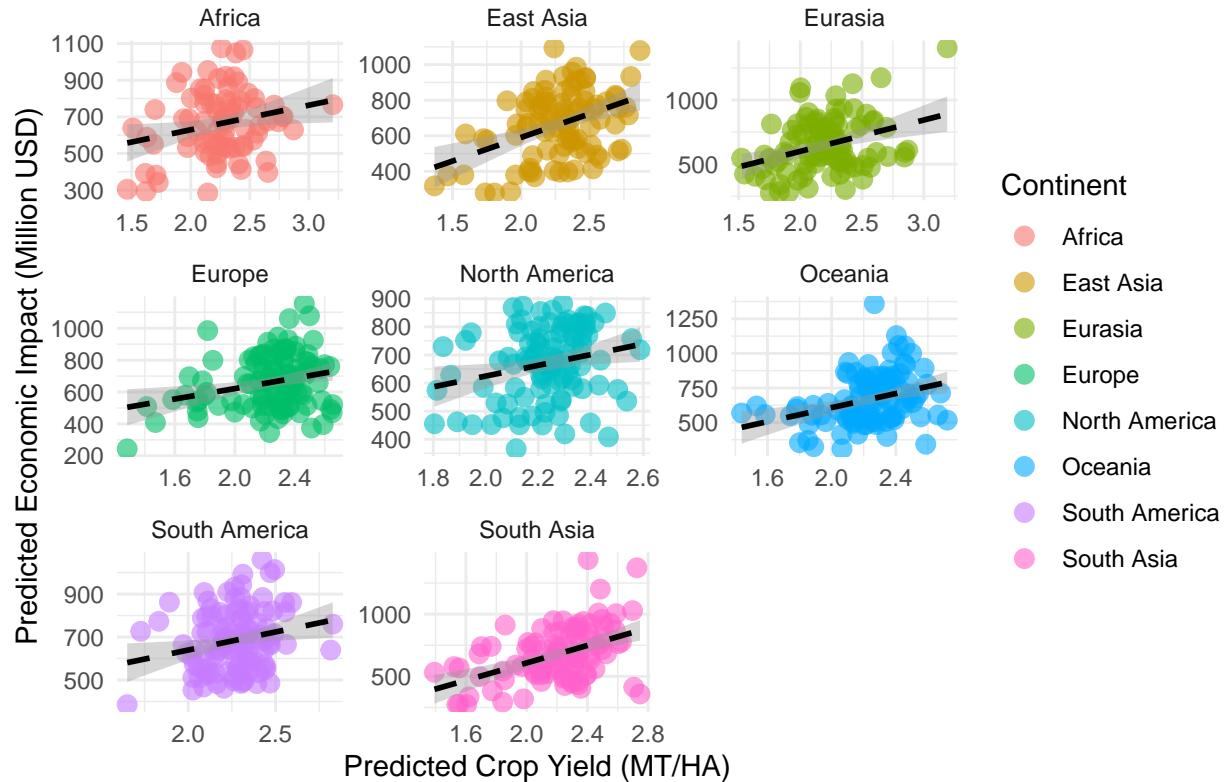 Africa
East Asia
Eurasia
1100
900
700
500
300
1.5 2.0 2.5 3.0
1000
800
600
400
1.5 2.0 2.5
1000
500
1.5 2.0 2.5 3.0
Europe
North America
Oceania
1000
800
600
400
200
1.6 2.0 2.4
900
800
700
600
500
400
1.8 2.0 2.2 2.4 2.6
1250
1000
750
500
1.6 2.0 2.4
South America
South Asia
900
700
500
2.0 2.5
1000
500
1.6 2.0 2.4 2.8
Predicted Economic Impact (Million USD)
Predicted Crop Yield (MT/HA)
Continent
Africa
East Asia
Eurasia
Europe
North America
Oceania
South America
South Asia